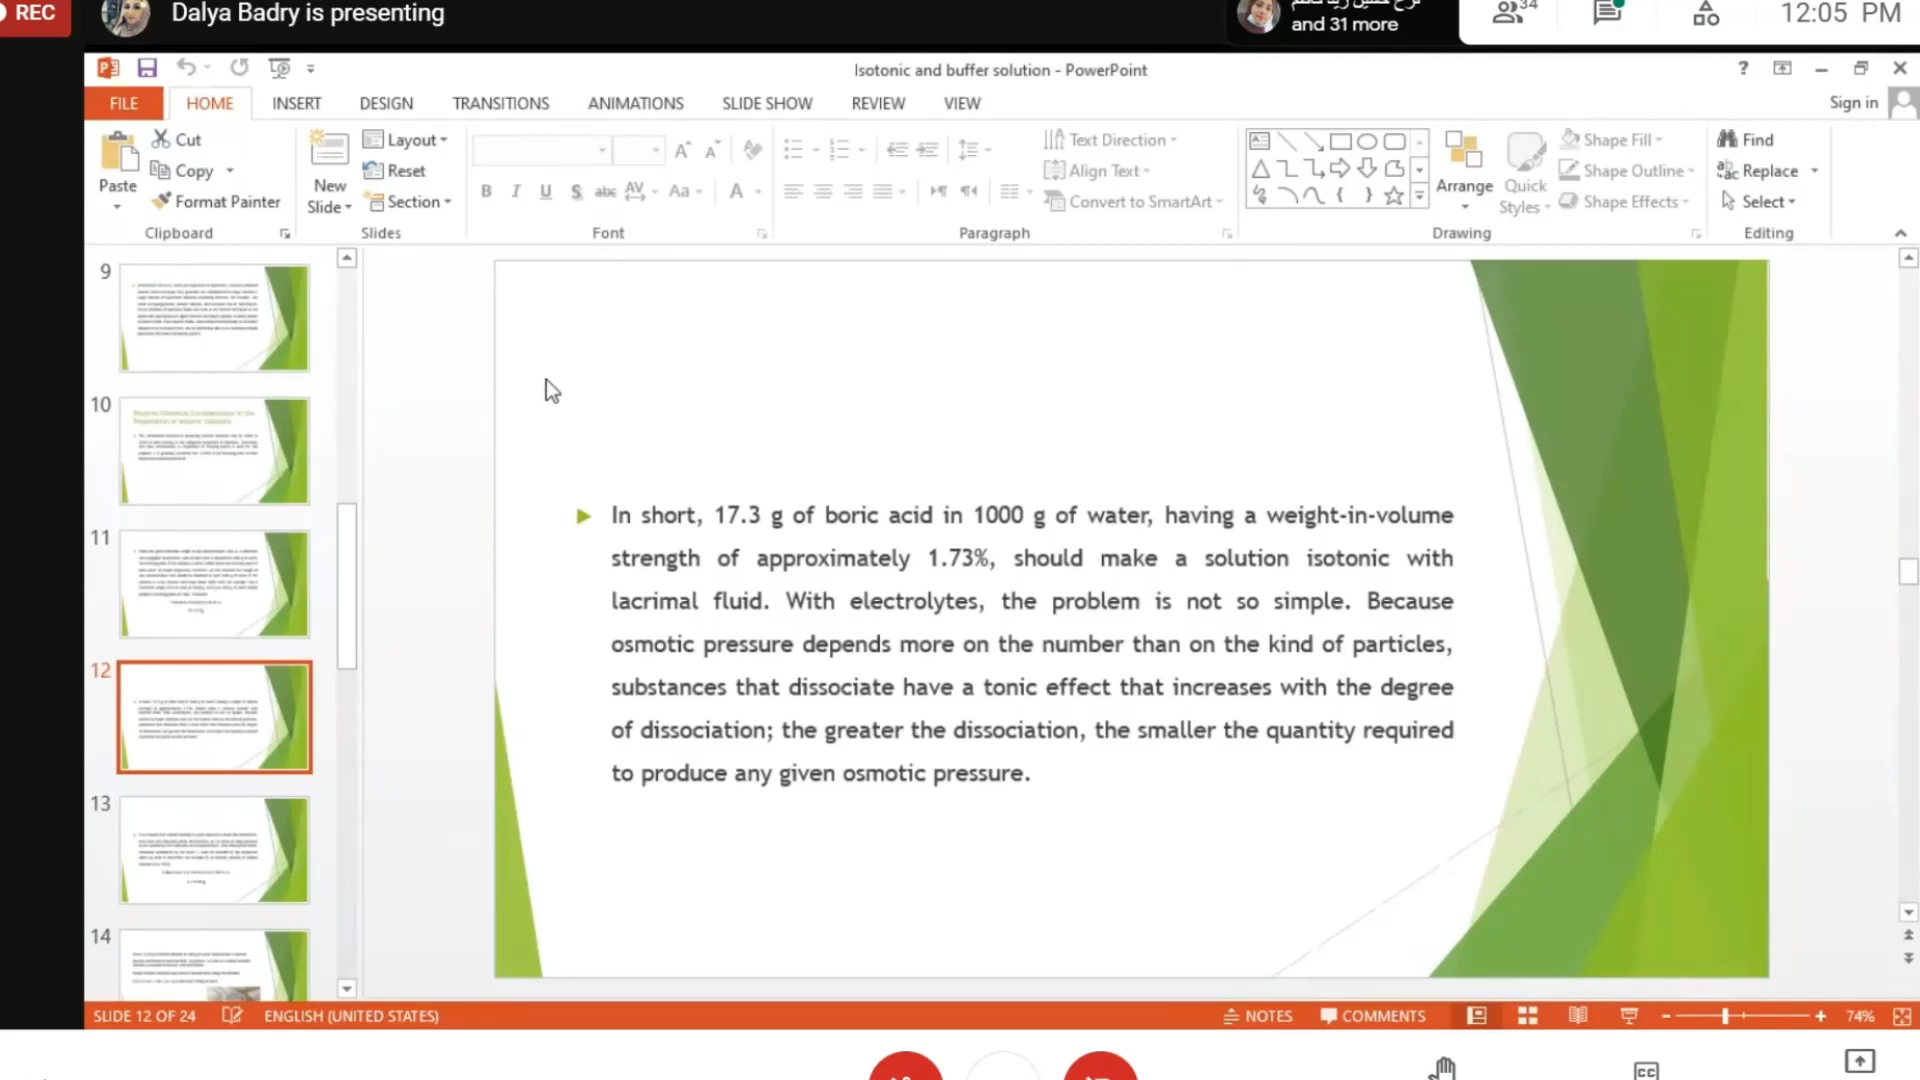 REC
Dalya Badry is presenting
and 31 more
34
12:05 PM
Isotonic and buffer solution - PowerPoint
FILE
HOME
INSERT
DESIGN
TRANSITIONS
ANIMATIONS
SLIDE SHOW
REVIEW
VIEW
Sign in
Paste
Cut
Copy
Format Painter
Clipboard
New
Slide
Layout
Reset
Section
Slides
B I U S abc AV Aa A
Font
Text Direction
Align Text
Convert to SmartArt
Paragraph
Arrange
Quick
Styles
Shape Fill
Shape Outline
Shape Effects
Drawing
Find
Replace
Select
Editing
9
10
11
12
13
14
In short, 17.3 g of boric acid in 1000 g of water, having a weight-in-volume
strength of approximately 1.73%, should make a solution isotonic with
lacrimal fluid. With electrolytes, the problem is not so simple. Because
osmotic pressure depends more on the number than on the kind of particles,
substances that dissociate have a tonic effect that increases with the degree
of dissociation; the greater the dissociation, the smaller the quantity required
to produce any given osmotic pressure.
SLIDE 12 OF 24
ENGLISH (UNITED STATES)
NOTES
COMMENTS
74%
CC